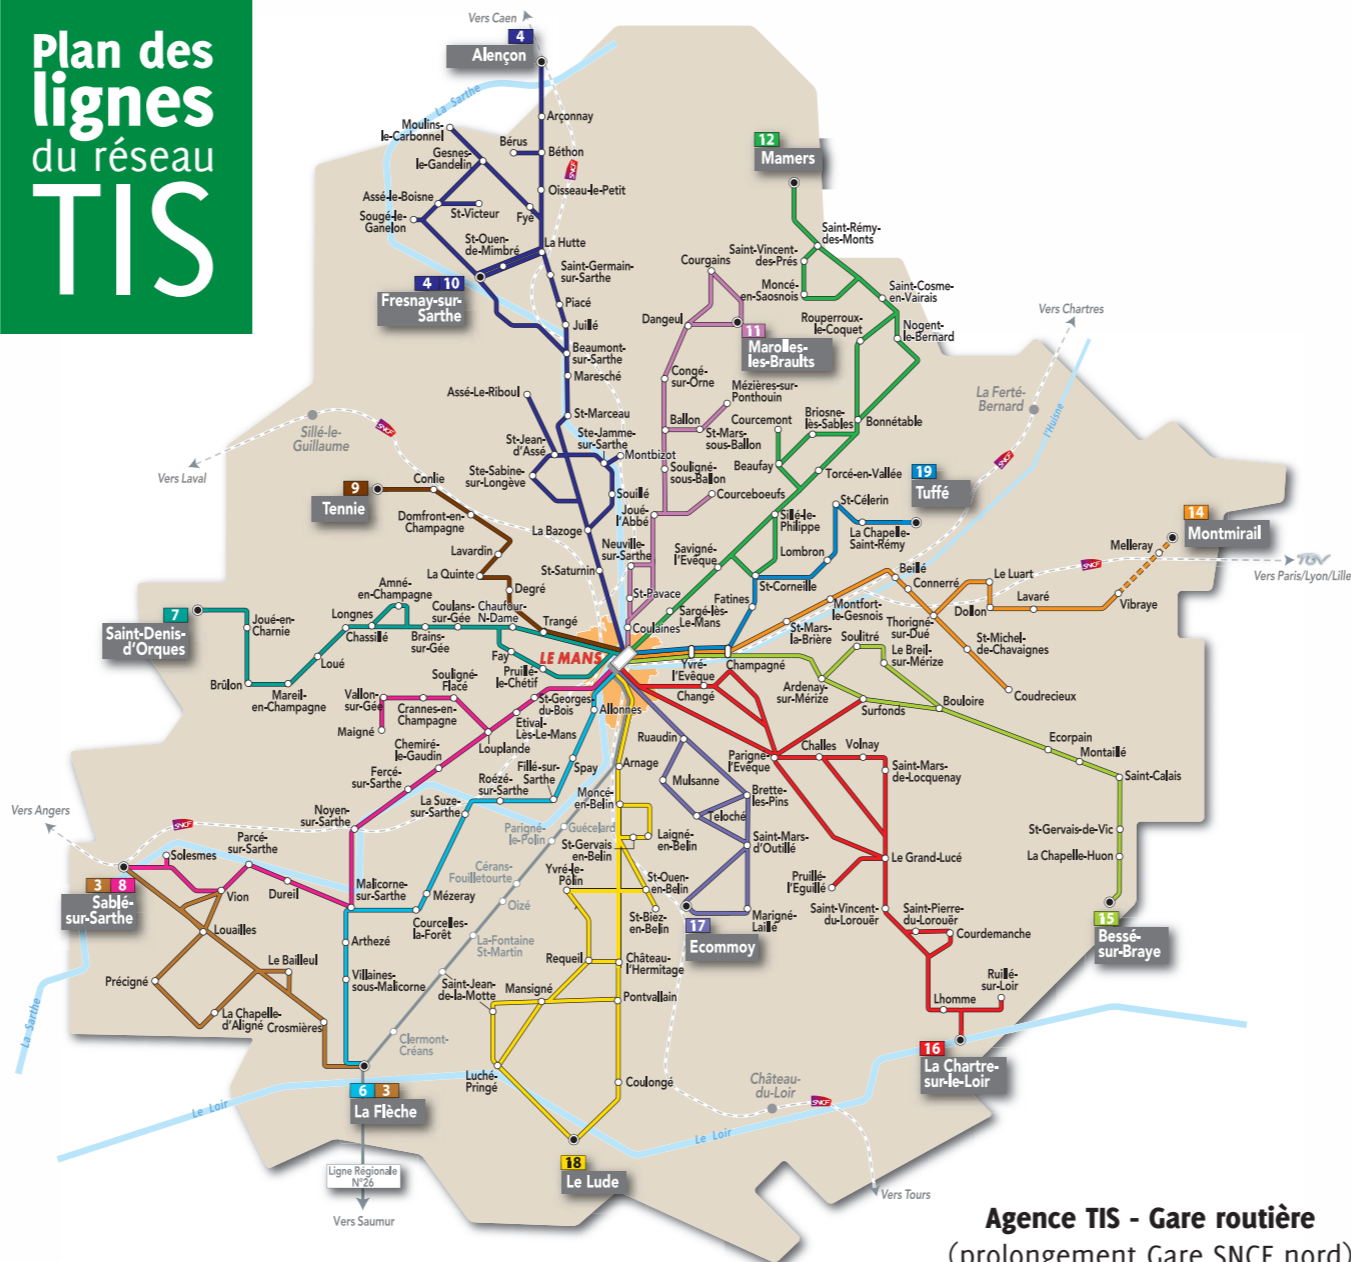 Plan des
lignes
du réseau
TIS
Vers Caen
4
Alençon
La Sarthe
Moulins-
le-Carbonnel
Arçonnay
Bérus
Béthon
Gesnes-
le-Gandelin
SNCF
Oisseau-le-Petit
Assé-le-Boisne
St-Victor
Fyé
Sougé-le-
Ganelon
St-Ouen-
de-Mimbré
La Hutte
Saint-Germain-
sur-Sarthe
4 10
Fresnay-sur-
Sarthe
Piacé
Juillé
Beaumont-
sur-Sarthe
Maresché
Assé-Le-Riboul
St-Marceau
St-Jean-
d'Assé
Ste-Jamme-
sur-Sarthe
Montbizot
Ste-Sabine-
sur-Longève
Souillé
La Bazoge
St-Saturnin
12
Mamers
Saint-Rémy-
des-Monts
Saint-Vincent-
des-Prés
Moncé-
en-Saosnois
Saint-Cosme-
en-Vairais
Rouperroux-
le-Coquet
Nogent-
le-Bernard
Courgains
Dangeul
11
Marolles-
les-Braults
Congé-
sur-Orne
Mézières-sur-
Ponthouin
Ballon
St-Mars-
sous-Ballon
Courcemont
Briosne-
lès-Sables
Bonnétable
Beaufay
Torcé-en-Vallée
Souligné-
sous-Ballon
Courceboeufs
Joué-
l'Abbé
Neuville-
sur-Sarthe
St-Pavace
Coulaines
Sillé-le-
Philippe
Savigné-
l'Evêque
Sargé-lès-
Le-Mans
Vers Chartres
La Ferté-
Bernard
l'Huisne
SNCF
19
Tuffé
St-Célerin
La Chapelle-
Saint-Rémy
Lombron
St-Corneille
Fatines
14
Montmirail
Melleray
SNCF
TGV
Vers Paris/Lyon/Lille
Vibraye
Lavaré
Le Luart
Dollon
Connerré
Beillé
Thorigné-
sur-Dué
Montfort-
le-Gesnois
St-Mars-
la-Brière
St-Michel-
de-Chavaignes
Coudrecieux
Sillé-le-
Guillaume
SNCF
Vers Laval
9
Tennie
Conlie
Domfront-en-
Champagne
Lavardin
La Quinte
Degré
Trangé
7
Saint-Denis-
d'Orques
Joué-en-
Charnie
Brûlon
Mareil-
en-Champagne
Loué
Chassillé
Longnes
Amné-
en-Champagne
Brains-
sur-Gée
Coulans-
sur-Gée
Chaufour-
N-Dame
Fay
Pruillé-
le-Chétif
LE MANS
Yvré-
l'Evêque
Champagné
Changé
Soulitré
Le Breil-
sur-Mérize
Ardenay-
sur-Mérize
Surfonds
Bouloire
Ecorpain
Montaillé
Saint-Calais
St-Gervais-de-Vic
La Chapelle-Huon
15
Bessé-
sur-Braye
Vallon-
sur-Gée
Maigné
Crannes-en-
Champagne
Souligné-
Flacé
Louplande
Etival-
Lès-Le-Mans
St-Georges-
du-Bois
Chemiré-
le-Gaudin
Fercé-
sur-Sarthe
Noyen-
sur-Sarthe
Allonnes
Spay
Fillé-sur-
Sarthe
Roëzé-
sur-Sarthe
La Suze-
sur-Sarthe
Arnage
Moncé-
en-Belin
Laigné-
en-Belin
St-Gervais
en-Belin
Guécelard
Parigné-
le-Polin
Cérans-
Fouilletourte
Oizé
La-Fontaine
St-Martin
Clermont-
Créans
Yvré-le-
Pôlin
St-Ouen-
en-Belin
St-Biez-
en-Belin
Requeil
Château-
l'Hermitage
Mansigné
Pontvallain
Saint-Jean-
de-la-Motte
Luché-
Pringé
Coulongé
18
Le Lude
Ruaudin
Mulsanne
Teloché
Brette-
les-Pins
Saint-Mars-
d'Outillé
Marigné-
Laillé
17
Ecommoy
Parigné-
l'Evêque
Challes
Volnay
Saint-Mars-
de-Locquenay
Le Grand-Lucé
Pruillé-
l'Eguillé
Saint-Vincent-
du-Lorouër
Saint-Pierre-
du-Lorouër
Courdemanche
Ruillé-
sur-Loir
Lhomme
16
La Chartre-
sur-le-Loir
Vers Angers
SNCF
Solesmes
Parcé-
sur-Sarthe
3 8
Sablé-
sur-Sarthe
Vion
Dureil
Malicorne-
sur-Sarthe
Mézeray
Courcelles-
la-Forêt
Arthezé
Villaines-
sous-Malicorne
Louailles
Précigné
Le Bailleul
La Chapelle-
d'Aligné
Crosmières
La Sarthe
Le Loir
6 3
La Flèche
Ligne Régionale
N°26
Vers Saumur
Château-
du-Loir
SNCF
Le Loir
Vers Tours
Agence TIS - Gare routière
(prolongement Gare SNCF nord)